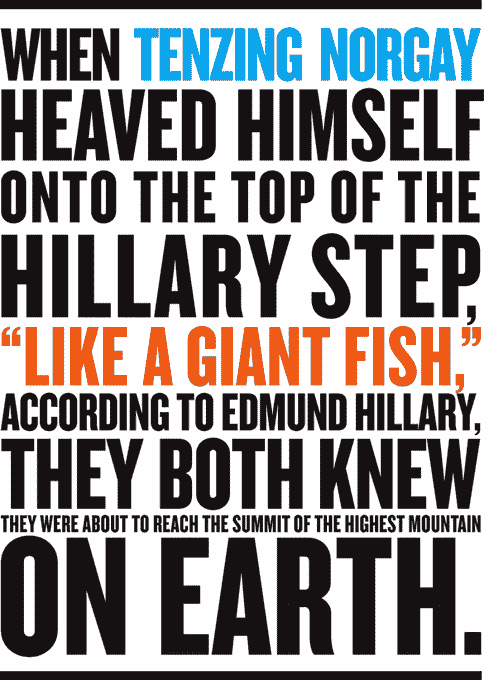 WHEN TENZING NORGAY
HEAVED HIMSELF
ONTO THE TOP OF THE
HILLARY STEP,
“LIKE A GIANT FISH,”
ACCORDING TO EDMUND HILLARY,
THEY BOTH KNEW
THEY WERE ABOUT TO REACH THE SUMMIT OF THE HIGHEST MOUNTAIN
ON EARTH.